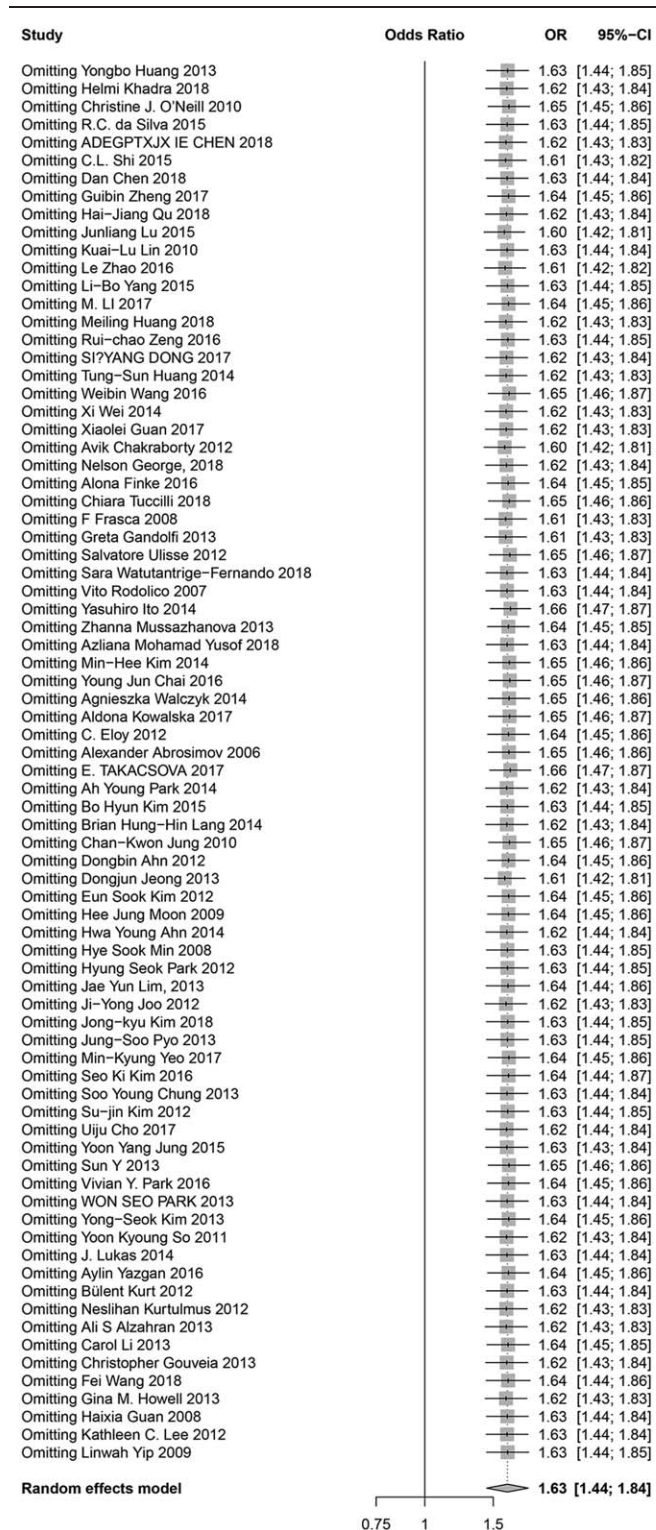 Study Odds Ratio OR 95%−CI
Omitting Yongbo Huang 2013 1.63 [1.44; 1.85]
Omitting Helmi Khadra 2018 1.62 [1.43; 1.84]
Omitting Christine J. O'Neill 2010 1.65 [1.45; 1.86]
Omitting R.C. da Silva 2015 1.63 [1.44; 1.85]
Omitting ADEGPTXJX IE CHEN 2018 1.62 [1.43; 1.83]
Omitting C.L. Shi 2015 1.61 [1.43; 1.82]
Omitting Dan Chen 2018 1.63 [1.44; 1.84]
Omitting Guibin Zheng 2017 1.64 [1.45; 1.86]
Omitting Hai−Jiang Qu 2018 1.62 [1.43; 1.84]
Omitting Junliang Lu 2015 1.60 [1.42; 1.81]
Omitting Kuai−Lu Lin 2010 1.63 [1.44; 1.84]
Omitting Le Zhao 2016 1.61 [1.42; 1.82]
Omitting Li−Bo Yang 2015 1.63 [1.44; 1.85]
Omitting M. LI 2017 1.64 [1.45; 1.86]
Omitting Meiling Huang 2018 1.62 [1.43; 1.83]
Omitting Rui−chao Zeng 2016 1.63 [1.44; 1.85]
Omitting SI?YANG DONG 2017 1.62 [1.43; 1.84]
Omitting Tung−Sun Huang 2014 1.62 [1.43; 1.83]
Omitting Weibin Wang 2016 1.65 [1.46; 1.87]
Omitting Xi Wei 2014 1.62 [1.43; 1.83]
Omitting Xiaolei Guan 2017 1.62 [1.43; 1.83]
Omitting Avik Chakraborty 2012 1.60 [1.42; 1.81]
Omitting Nelson George, 2018 1.62 [1.43; 1.84]
Omitting Alona Finke 2016 1.64 [1.45; 1.85]
Omitting Chiara Tuccilli 2018 1.65 [1.46; 1.86]
Omitting F Frasca 2008 1.61 [1.43; 1.83]
Omitting Greta Gandolfi 2013 1.61 [1.43; 1.83]
Omitting Salvatore Ulisse 2012 1.65 [1.46; 1.87]
Omitting Sara Watutantrige−Fernando 2018 1.63 [1.44; 1.84]
Omitting Vito Rodolico 2007 1.63 [1.44; 1.84]
Omitting Yasuhiro Ito 2014 1.66 [1.47; 1.87]
Omitting Zhanna Mussazhanova 2013 1.64 [1.45; 1.85]
Omitting Azliana Mohamad Yusof 2018 1.63 [1.44; 1.84]
Omitting Min−Hee Kim 2014 1.65 [1.46; 1.86]
Omitting Young Jun Chai 2016 1.65 [1.46; 1.87]
Omitting Agnieszka Walczyk 2014 1.65 [1.46; 1.86]
Omitting Aldona Kowalska 2017 1.65 [1.46; 1.87]
Omitting C. Eloy 2012 1.64 [1.45; 1.86]
Omitting Alexander Abrosimov 2006 1.65 [1.46; 1.86]
Omitting E. TAKACSOVA 2017 1.66 [1.47; 1.87]
Omitting Ah Young Park 2014 1.62 [1.43; 1.84]
Omitting Bo Hyun Kim 2015 1.63 [1.44; 1.85]
Omitting Brian Hung−Hin Lang 2014 1.62 [1.43; 1.84]
Omitting Chan−Kwon Jung 2010 1.65 [1.46; 1.87]
Omitting Dongbin Ahn 2012 1.64 [1.45; 1.86]
Omitting Dongjun Jeong 2013 1.61 [1.42; 1.81]
Omitting Eun Sook Kim 2012 1.64 [1.45; 1.86]
Omitting Hee Jung Moon 2009 1.64 [1.45; 1.86]
Omitting Hwa Young Ahn 2014 1.62 [1.44; 1.84]
Omitting Hye Sook Min 2008 1.63 [1.44; 1.84]
Omitting Hyung Seok Park 2012 1.63 [1.44; 1.85]
Omitting Jae Yun Lim, 2013 1.64 [1.44; 1.86]
Omitting Ji−Yong Joo 2012 1.62 [1.43; 1.83]
Omitting Jong−kyu Kim 2018 1.63 [1.44; 1.85]
Omitting Jung−Soo Pyo 2013 1.63 [1.44; 1.85]
Omitting Min−Kyung Yeo 2017 1.64 [1.45; 1.86]
Omitting Seo Ki Kim 2016 1.64 [1.44; 1.87]
Omitting Soo Young Chung 2013 1.63 [1.44; 1.84]
Omitting Su−jin Kim 2012 1.63 [1.44; 1.85]
Omitting Uiju Cho 2017 1.62 [1.44; 1.84]
Omitting Yoon Yang Jung 2015 1.63 [1.43; 1.84]
Omitting Sun Y 2013 1.65 [1.46; 1.86]
Omitting Vivian Y. Park 2016 1.64 [1.45; 1.86]
Omitting WON SEO PARK 2013 1.63 [1.44; 1.84]
Omitting Yong−Seok Kim 2013 1.64 [1.45; 1.86]
Omitting Yoon Kyoung So 2011 1.62 [1.43; 1.84]
Omitting J. Lukas 2014 1.63 [1.44; 1.84]
Omitting Aylin Yazgan 2016 1.64 [1.45; 1.86]
Omitting Bülent Kurt 2012 1.63 [1.44; 1.84]
Omitting Neslihan Kurtulmus 2012 1.62 [1.43; 1.83]
Omitting Ali S Alzahran 2013 1.62 [1.43; 1.83]
Omitting Carol Li 2013 1.64 [1.45; 1.85]
Omitting Christopher Gouveia 2013 1.62 [1.43; 1.84]
Omitting Fei Wang 2018 1.64 [1.44; 1.86]
Omitting Gina M. Howell 2013 1.62 [1.43; 1.83]
Omitting Haixia Guan 2008 1.63 [1.44; 1.84]
Omitting Kathleen C. Lee 2012 1.63 [1.44; 1.84]
Omitting Linwah Yip 2009 1.63 [1.44; 1.85]
Random effects model 1.63 [1.44; 1.84]
0.75 1 1.5